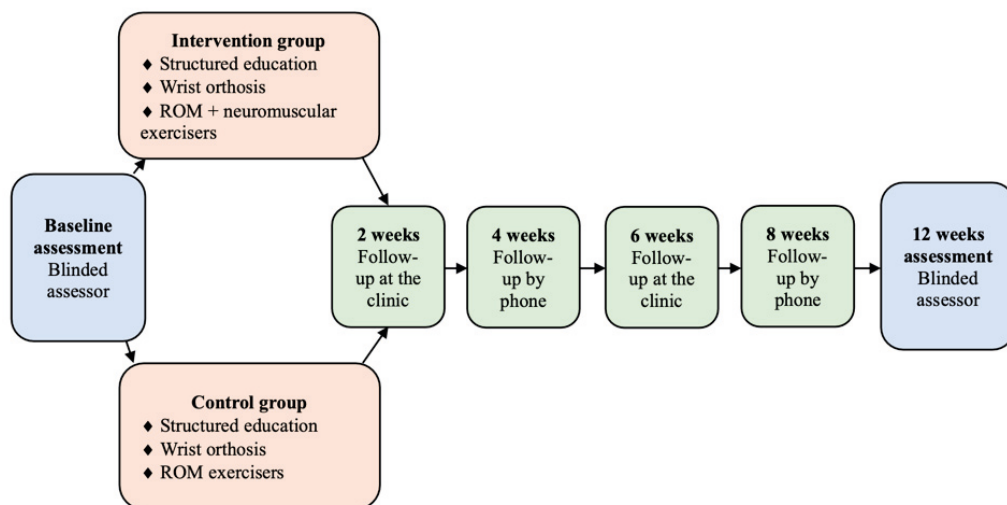 Intervention group
♦ Structured education
♦ Wrist orthosis
♦ ROM + neuromuscular
exercisers
Baseline
assessment
Blinded
assessor
2 weeks
Follow-
up at the
clinic
4 weeks
Follow-
up by
phone
6 weeks
Follow-
up at the
clinic
8 weeks
Follow-
up by
phone
12 weeks
assessment
Blinded
assessor
Control group
♦ Structured education
♦ Wrist orthosis
♦ ROM exercisers